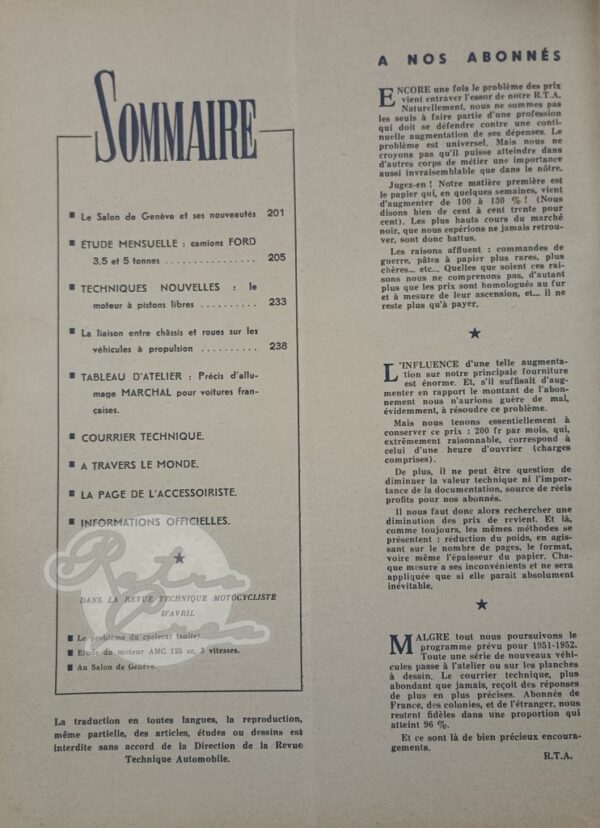 SOMMAIRE
Le Salon de Genève et ses nouveautés 201
ÉTUDE MENSUELLE : camions FORD
3,5 et 5 tonnes ................ 205
TECHNIQUES NOUVELLES : le
moteur à pistons libres .......... 233
La liaison entre châssis et roues sur les
véhicules à propulsion .......... 238
TABLEAU D'ATELIER : Précis d'allu-
mage MARCHAL pour voitures fran-
çaises.
COURRIER TECHNIQUE.
A TRAVERS LE MONDE.
LA PAGE DE L'ACCESSOIRISTE.
INFORMATIONS OFFICIELLES.
Retro
Crea
DANS LA REVUE TECHNIQUE MOTOCYCLISTE
D'AVRIL
Le problème du cyclecar (suite).
Etude du moteur AMC 125 cc, 3 vitesses.
Au Salon de Genève.
La traduction en toutes langues, la reproduction,
même partielle, des articles, études ou dessins est
interdite sans accord de la Direction de la Revue
Technique Automobile.
A NOS ABONNÉS
ENCORE une fois le problème des prix
vient entraver l'essor de notre R.T.A.
Naturellement, nous ne sommes pas
les seuls à faire partie d'une profession
qui doit se défendre contre une conti-
nuelle augmentation de ses dépenses. Le
problème est universel. Mais nous ne
croyons pas qu'il puisse atteindre dans
d'autres corps de métier une importance
aussi invraisemblable que dans le nôtre.
Jugez-en ! Notre matière première est
le papier qui, en quelques semaines, vient
d'augmenter de 100 à 130 % ! (Nous
disons bien de cent à cent trente pour
cent). Les plus hauts cours du marché
noir, que nous espérions ne jamais retrou-
ver, sont donc battus.
Les raisons affluent : commandes de
guerre, pâtes à papier plus rares, plus
chères... etc... Quelles que soient ces rai-
sons nous ne comprenons pas, d'autant
plus que les prix sont homologués au fur
et à mesure de leur ascension, et... il ne
reste plus qu'à payer.
L'INFLUENCE d'une telle augmenta-
tion sur notre principale fourniture
est énorme. Et, s'il suffisait d'aug-
menter en rapport le montant de l'abon-
nement nous n'aurions guère de mal,
évidemment, à résoudre ce problème.
Mais nous tenons essentiellement à
conserver ce prix : 200 fr par mois, qui,
extrêmement raisonnable, correspond à
celui d'une heure d'ouvrier (charges
comprises).
De plus, il ne peut être question de
diminuer la valeur technique ni l'impor-
tance de la documentation, source de réels
profits pour nos abonnés.
Il nous faut donc alors rechercher une
diminution des prix de revient. Et là,
comme toujours, les mêmes méthodes se
présentent : réduction du poids, en agis-
sant sur le nombre de pages, le format,
voire même l'épaisseur du papier. Cha-
que mesure a ses inconvénients et ne sera
appliquée que si elle paraît absolument
inévitable.
MALGRE tout nous poursuivons le
programme prévu pour 1951-1952.
Toute une série de nouveaux véhi-
cules passe à l'atelier ou sur les planches
à dessin. Le courrier technique, plus
abondant que jamais, reçoit des réponses
de plus en plus précises. Abonnés de
France, des colonies, et de l'étranger, nous
restent fidèles dans une proportion qui
atteint 96 %.
Et ce sont là de bien précieux encoura-
gements.
R.T.A.